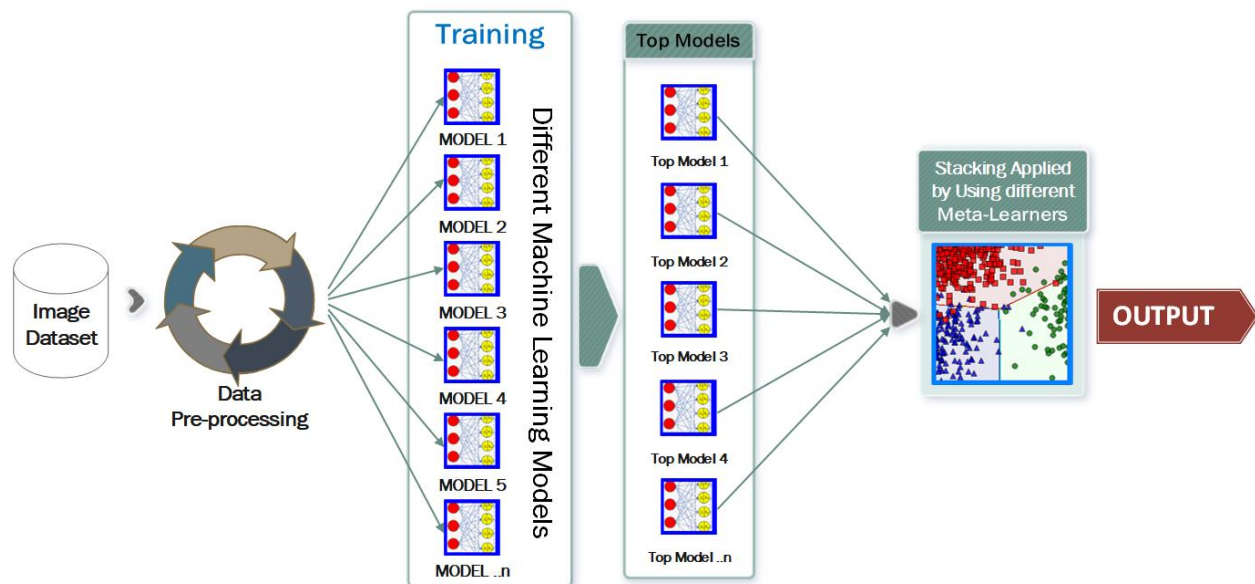 Image
Dataset
Data
Pre-processing
Training
MODEL 1
MODEL 2
MODEL 3
MODEL 4
MODEL 5
MODEL ..n
Different Machine Learning Models
Top Models
Top Model 1
Top Model 2
Top Model 3
Top Model 4
Top Model ..n
Stacking Applied
by Using different
Meta-Learners
OUTPUT